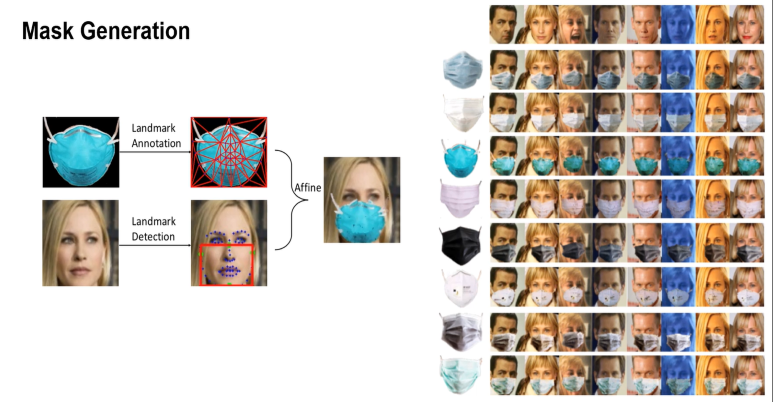 Mask Generation
Landmark
Annotation
Affine
Landmark
Detection